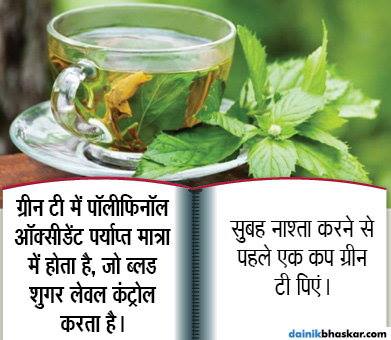 ग्रीन टी में पॉलीफिनॉल
ऑक्सीडेंट पर्याप्त मात्रा
में होता है, जो ब्लड
शुगर लेवल कंट्रोल
करता है।
सुबह नाश्ता करने से
पहले एक कप ग्रीन
टी पिएं।
dainikbhaskar.com